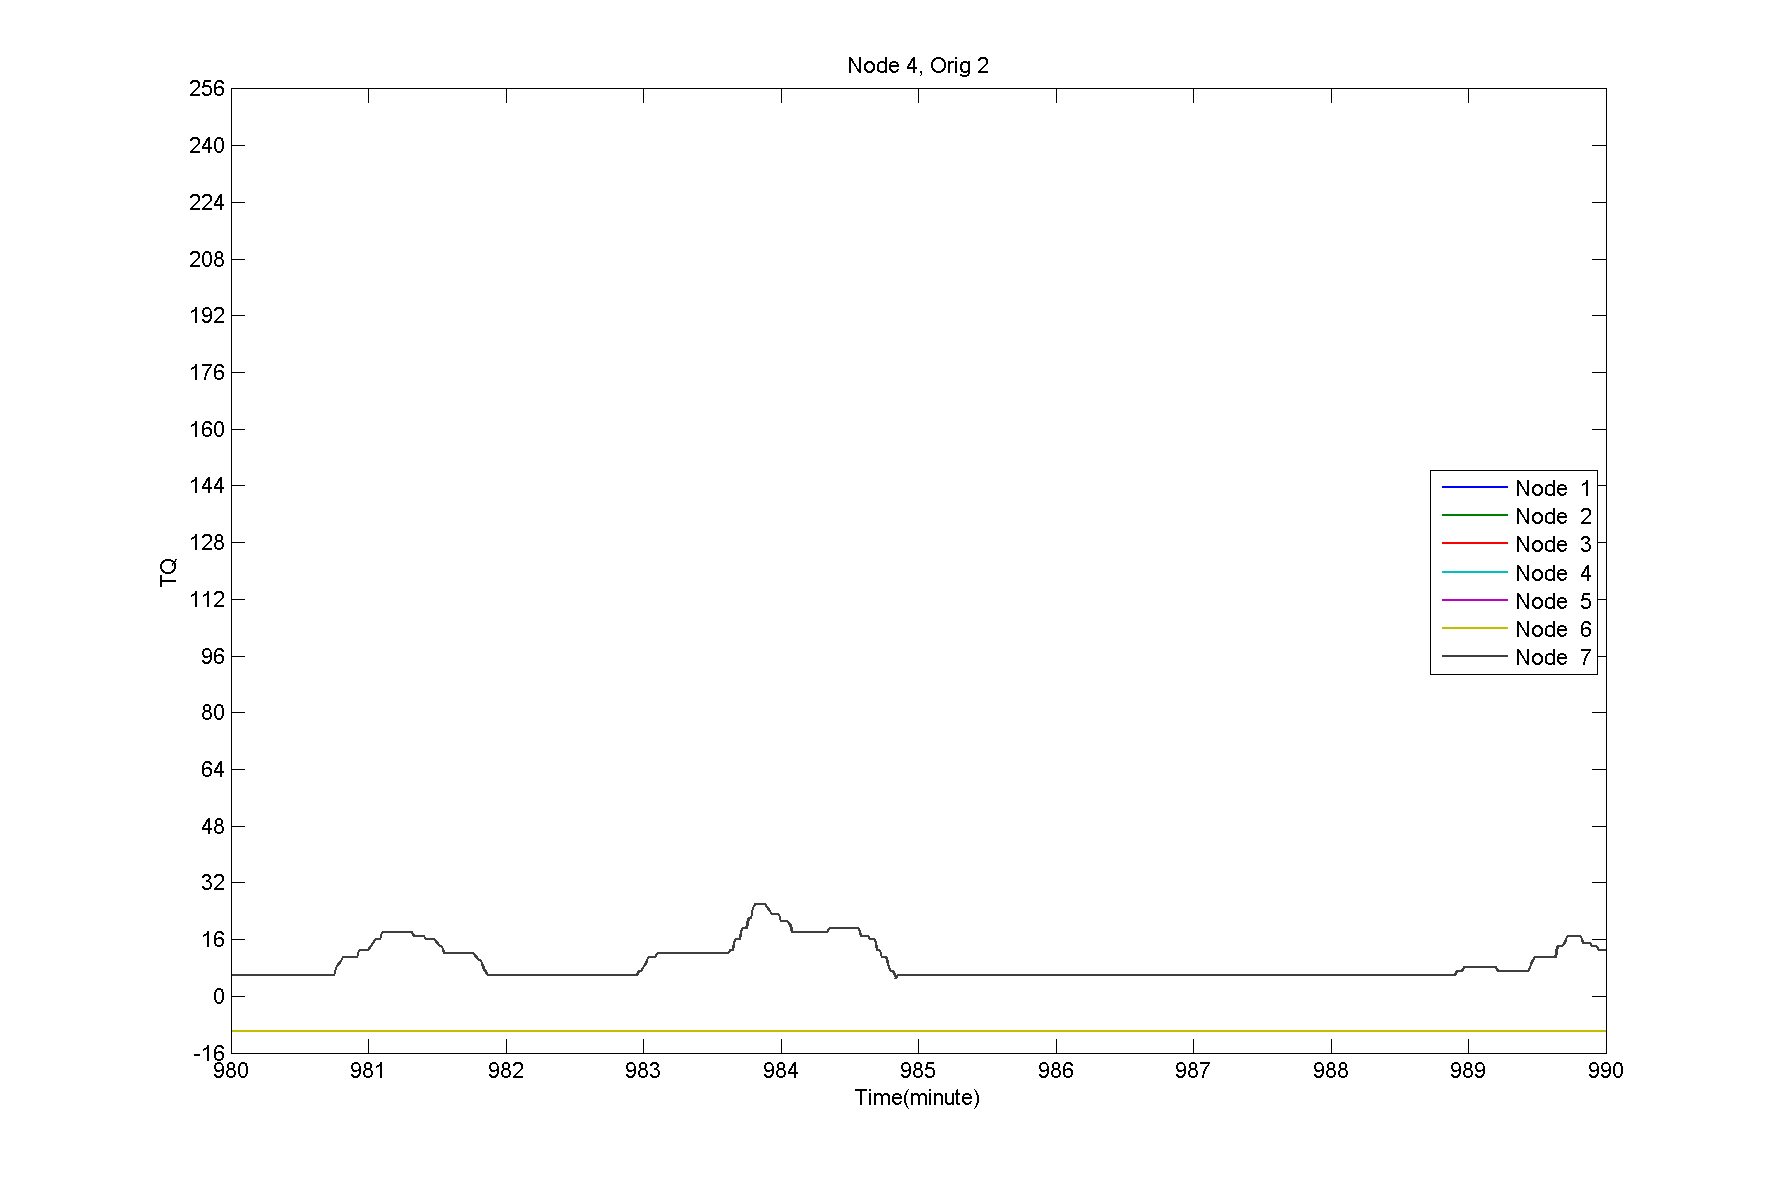 Node 4, Orig 2
256
240
224
208
192
176
160
144
128
112
96
80
64
48
32
16
0
-16
TQ
Node 1
Node 2
Node 3
Node 4
Node 5
Node 6
Node 7
980 981 982 983 984 985 986 987 988 989 990
Time(minute)